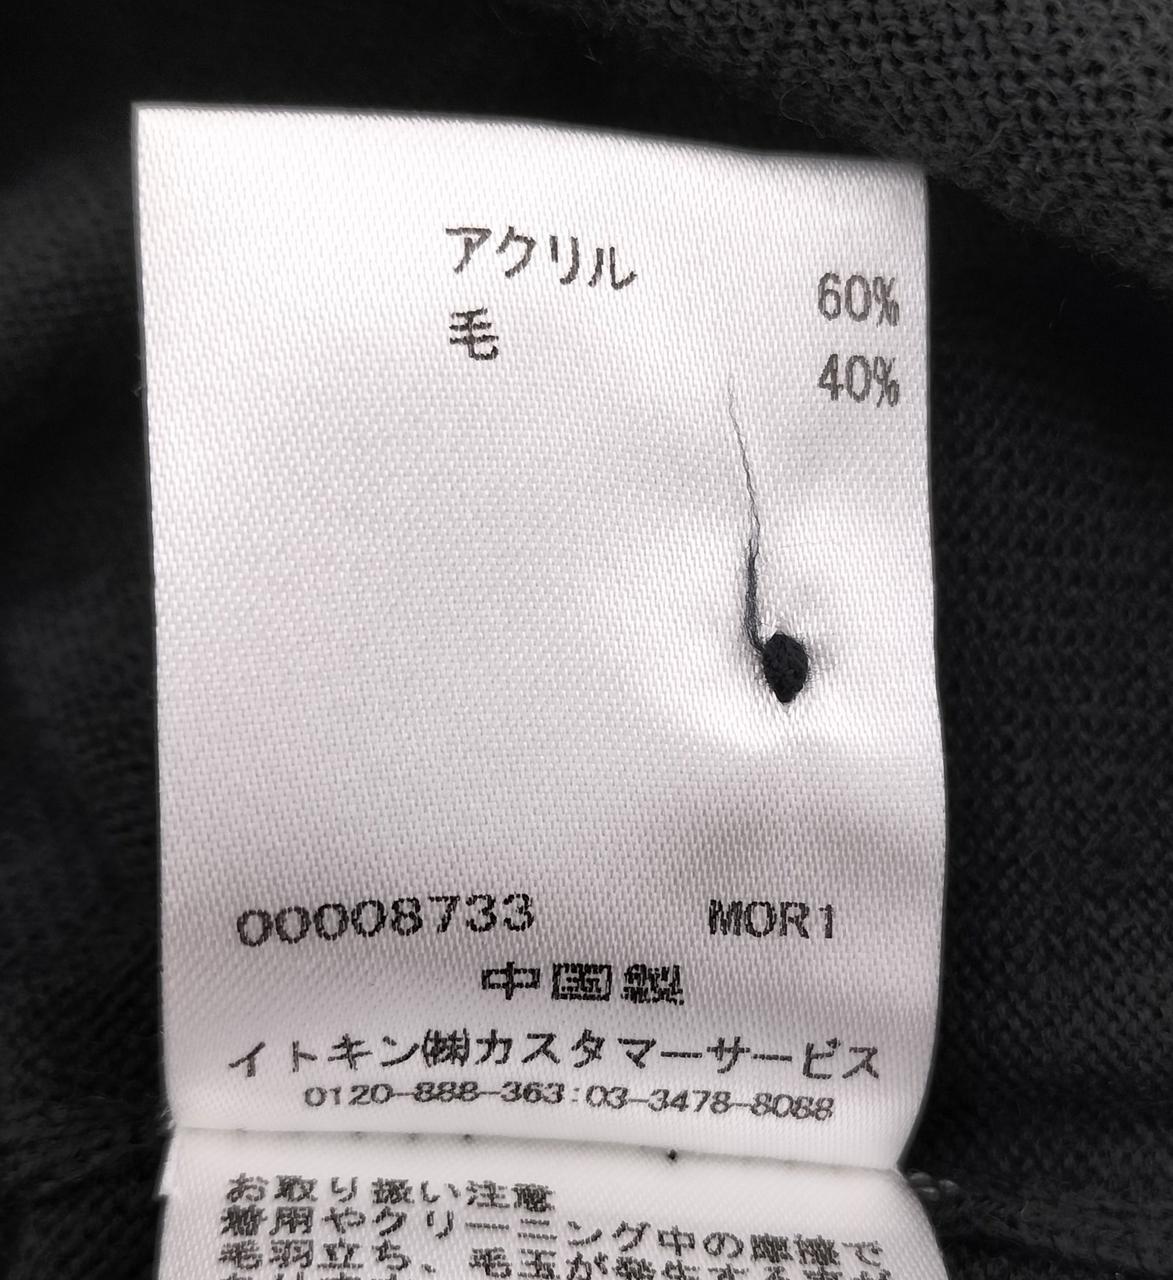 アクリル 60%
毛 40%
00008733 MOR1
中国製
イトキン㈱カスタマーサービス
0120-888-363:03-3478-8088
お取り扱い注意
着用やクリーニング中の摩擦で
毛羽立ち、毛玉が発生する